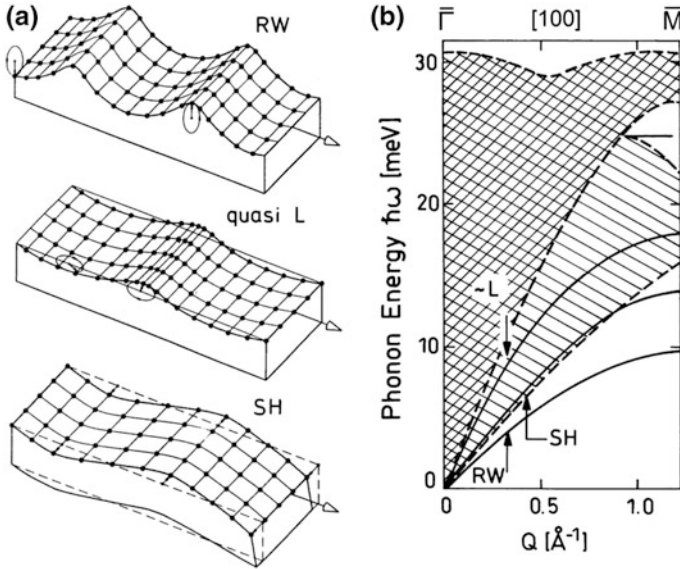 (a)
RW
quasi L
SH
(b)
Γ̅ [100] M̅
Phonon Energy ħω [meV]
30
20
10
0
~L
SH
RW
0 0.5 1.0
Q [Å⁻¹]